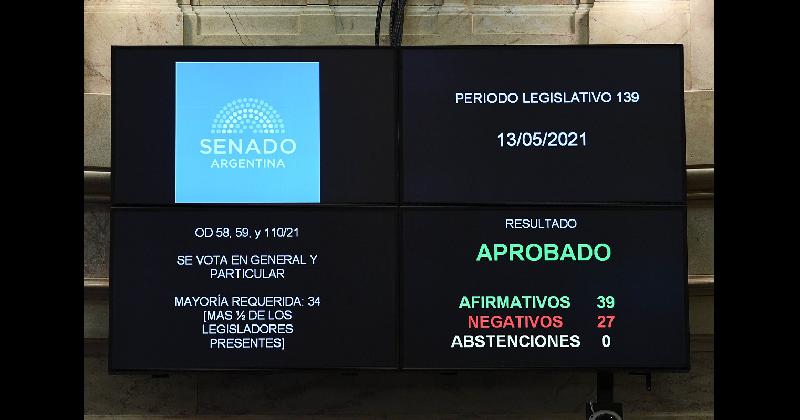 SENADO
ARGENTINA
PERIODO LEGISLATIVO 139
13/05/2021
OD 58, 59, y 110/21
SE VOTA EN GENERAL Y
PARTICULAR
MAYORÍA REQUERIDA: 34
[MAS ½ DE LOS
LEGISLADORES
PRESENTES]
RESULTADO
APROBADO
AFIRMATIVOS 39
NEGATIVOS 27
ABSTENCIONES 0